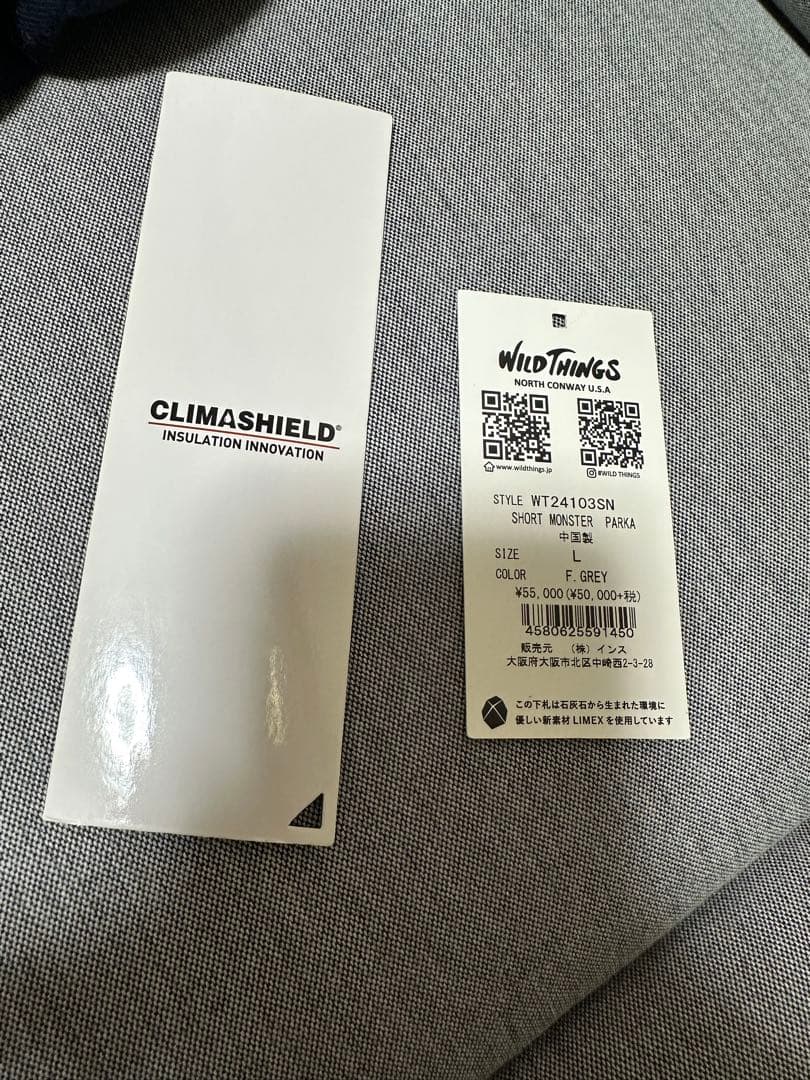 CLIMASHIELD®
INSULATION INNOVATION
WILDTHINGS
NORTH CONWAY U.S.A
www.wildthings.jp
#WILD THINGS
STYLE WT24103SN
SHORT MONSTER PARKA
中国製
SIZE L
COLOR F.GREY
¥55,000(¥50,000+税)
4580625591450
販売元 (株)インス
大阪府大阪市北区中崎西2-3-28
この下札は石灰石から生まれた環境に
優しい新素材 LIMEX を使用しています